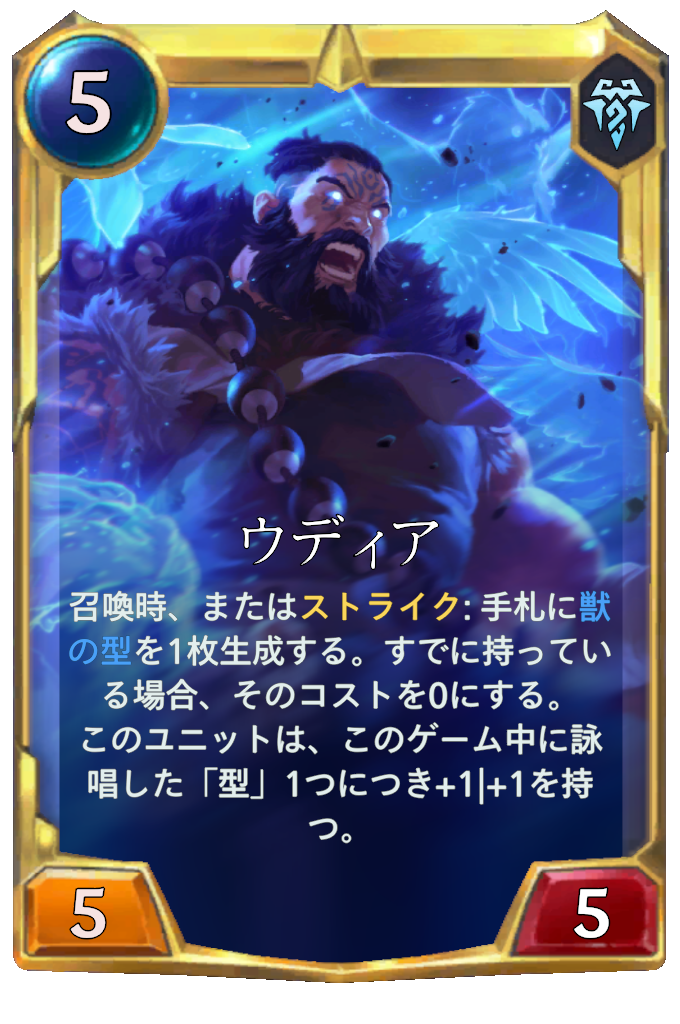 5
ウディア
召喚時、またはストライク: 手札に獣
の型を1枚生成する。すでに持ってい
る場合、そのコストを0にする。
このユニットは、このゲーム中に詠
唱した「型」1つにつき+1|+1を持
つ。
5
5